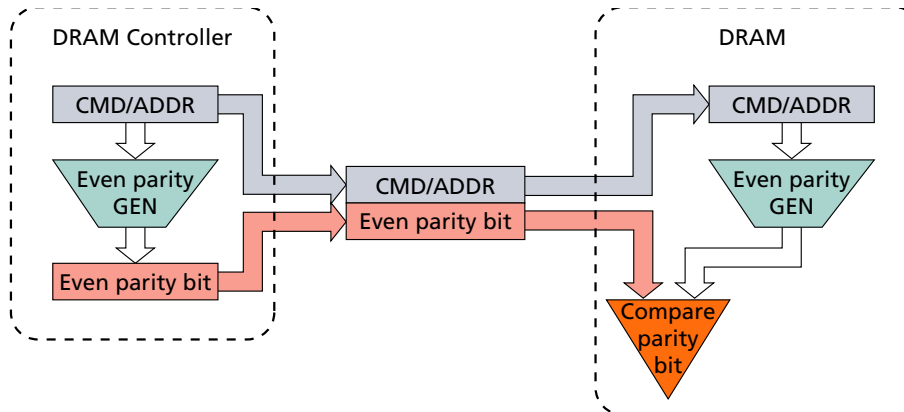 DRAM Controller
CMD/ADDR
Even parity
GEN
Even parity bit
CMD/ADDR
Even parity bit
DRAM
CMD/ADDR
Even parity
GEN
Compare
parity
bit